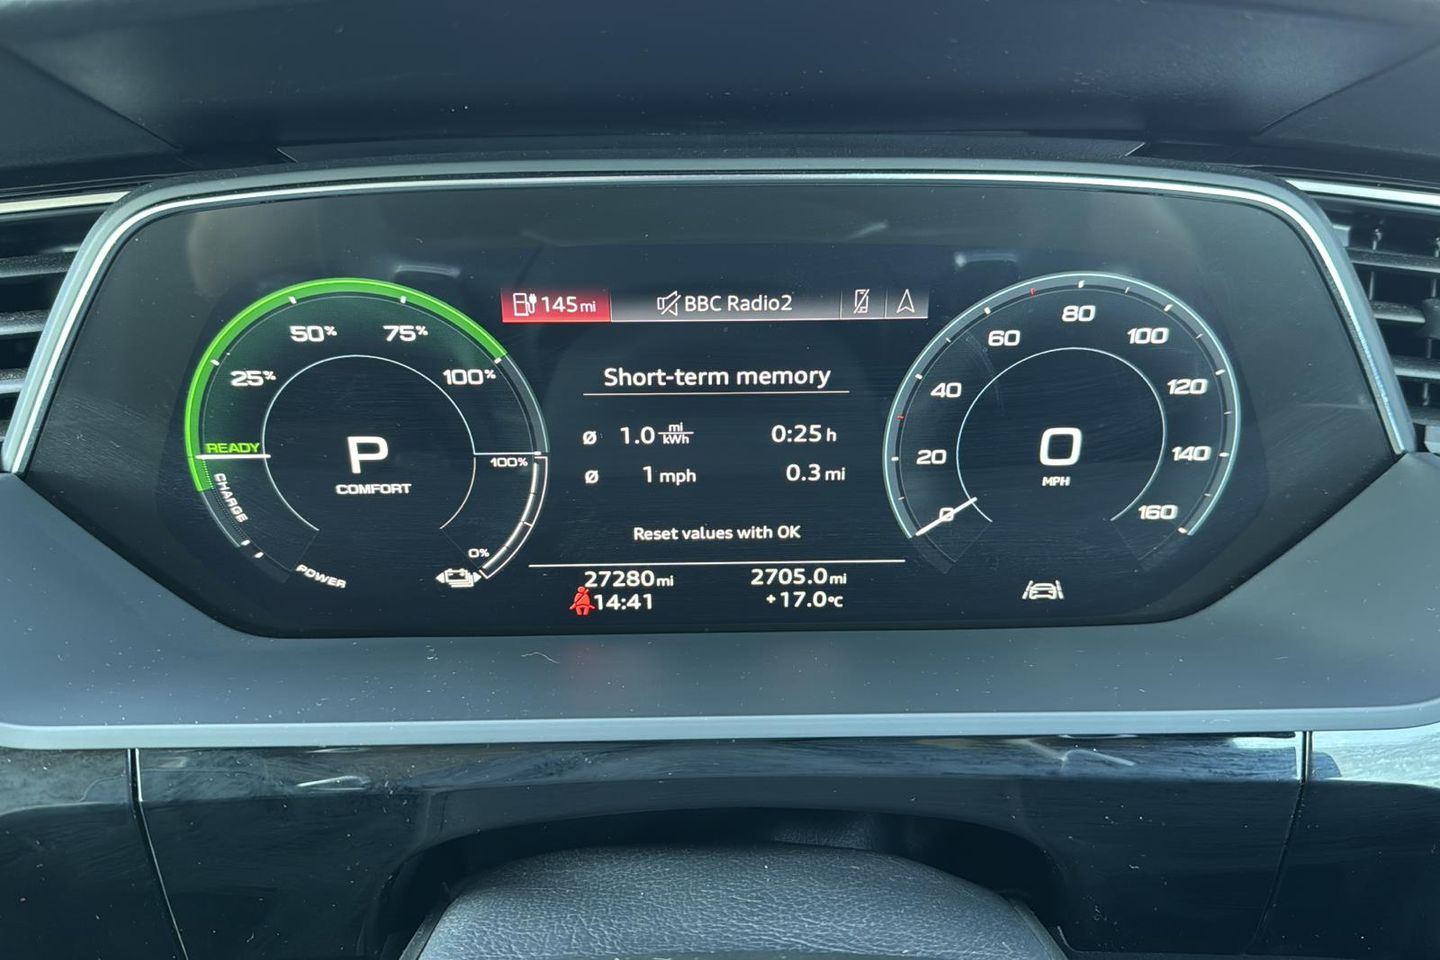 145 mi BBC Radio2
50% 75%
25% 100%
READY
P
COMFORT
CHARGE
POWER
100%
0%
Short-term memory
Ø 1.0 mi/kWh 0:25 h
Ø 1 mph 0.3 mi
Reset values with OK
27280 mi 2705.0 mi
14:41 +17.0°C
0 20 40 60 80 100 120 140 160
0
MPH